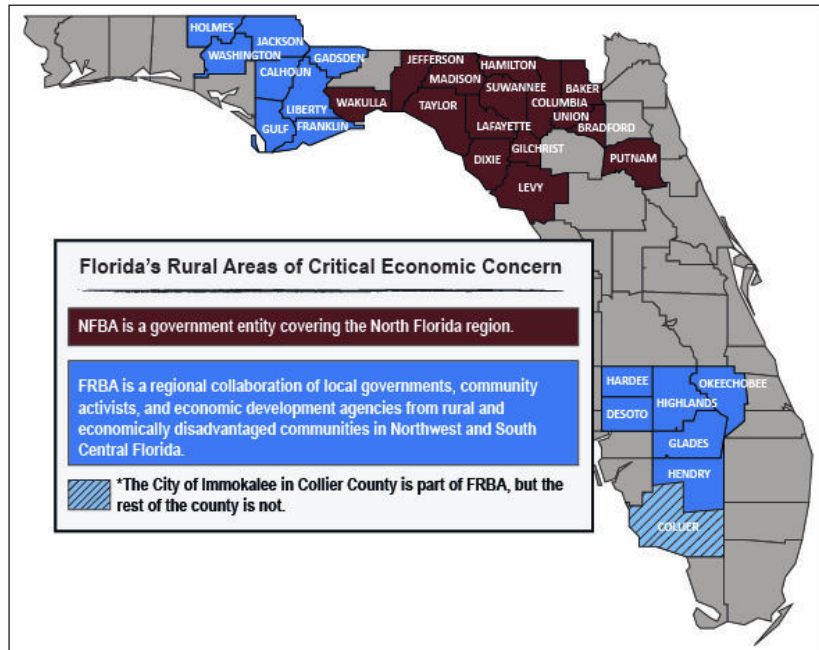 HOLMES
JACKSON
WASHINGTON
GADSDEN
CALHOUN
LIBERTY
GULF
FRANKLIN
WAKULLA
JEFFERSON
MADISON
TAYLOR
HAMILTON
SUWANNEE
COLUMBIA
BAKER
UNION
BRADFORD
LAFAYETTE
GILCHRIST
DIXIE
LEVY
PUTNAM
Florida's Rural Areas of Critical Economic Concern
NFBA is a government entity covering the North Florida region.
FRBA is a regional collaboration of local governments, community
activists, and economic development agencies from rural and
economically disadvantaged communities in Northwest and South
Central Florida.
*The City of Immokalee in Collier County is part of FRBA, but the
rest of the county is not.
HARDEE
HIGHLANDS
OKEECHOBEE
DESOTO
GLADES
HENDRY
COLLIER